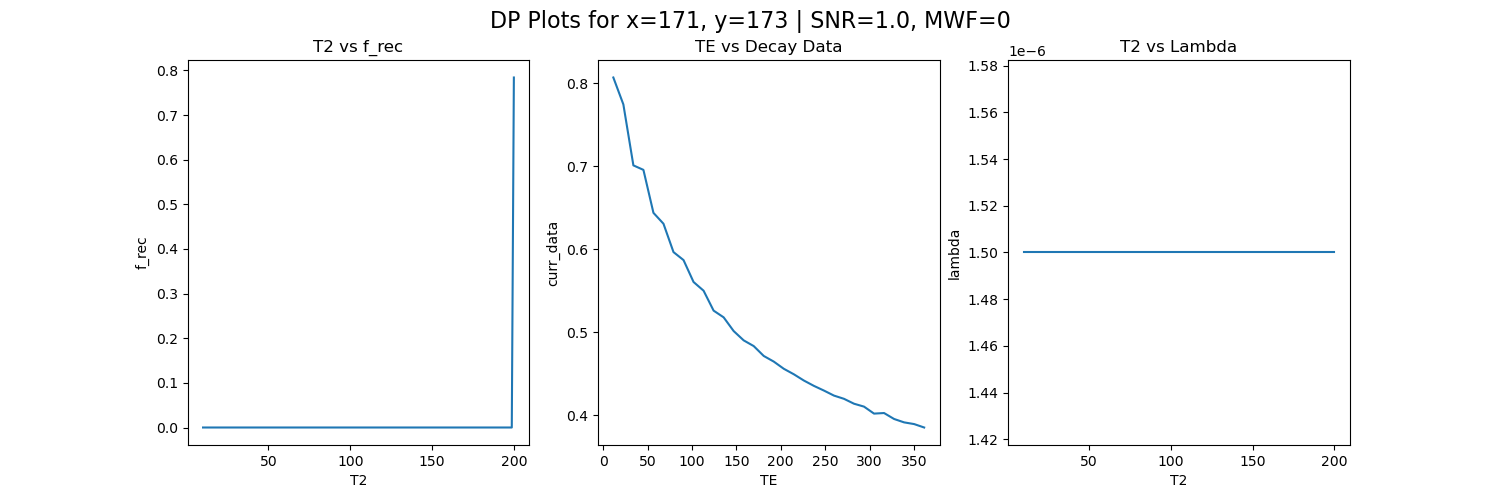 DP Plots for x=171, y=173 | SNR=1.0, MWF=0
T2 vs f_rec
f_rec
0.8
0.7
0.6
0.5
0.4
0.3
0.2
0.1
0.0
50 100 150 200
T2
TE vs Decay Data
curr_data
0.8
0.7
0.6
0.5
0.4
0 50 100 150 200 250 300 350
TE
T2 vs Lambda
1e−6
lambda
1.58
1.56
1.54
1.52
1.50
1.48
1.46
1.44
1.42
50 100 150 200
T2